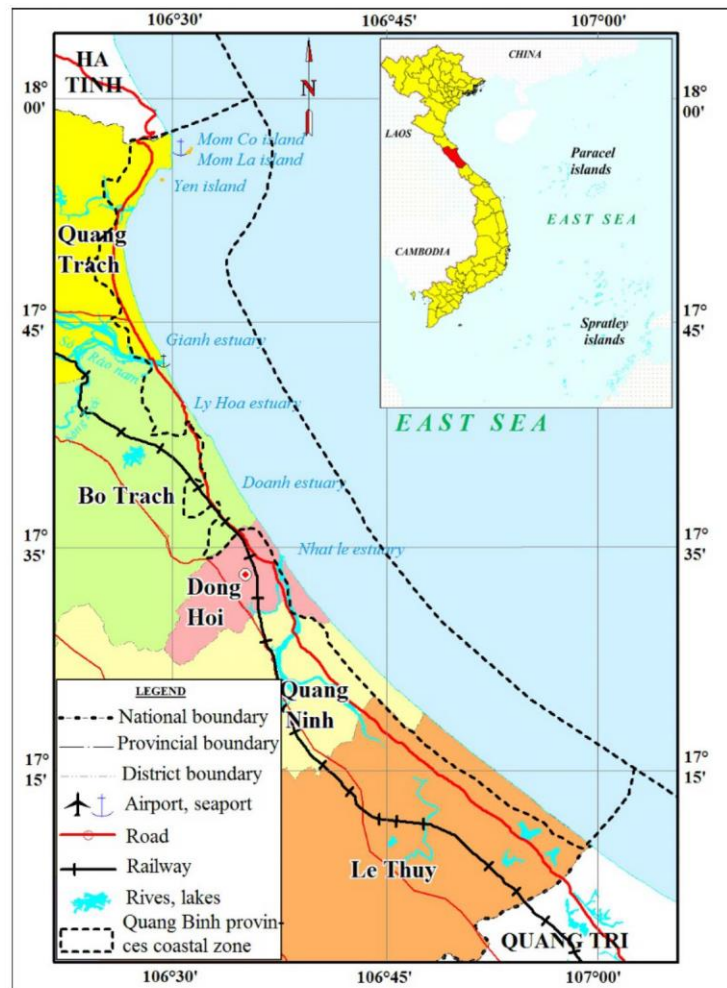 106°30'
106°45'
107°00'
HA
TINH
18°
00'
18°
00'
N
CHINA
LAOS
Paracel
islands
EAST SEA
CAMBODIA
Spratley
islands
Mom Co island
Mom La island
Yen island
Quang
Trach
17°
45'
17°
45'
Gianh estuary
Rào nam
Ly Hoa estuary
EAST SEA
Bo Trach
Doanh estuary
17°
35'
17°
35'
Nhat le estuary
Dong
Hoi
Quang
Ninh
LEGEND
National boundary
Provincial boundary
District boundary
Airport, seaport
Road
Railway
Rives, lakes
Quang Binh provin-
ces coastal zone
17°
15'
17°
15'
Le Thuy
QUANG TRI
106°30'
106°45'
107°00'